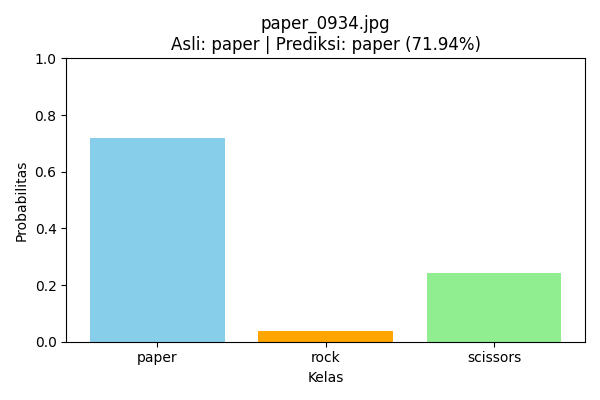 paper_0934.jpg
Asli: paper | Prediksi: paper (71.94%)
1.0
0.8
0.6
0.4
0.2
0.0
Probabilitas
paper rock scissors
Kelas